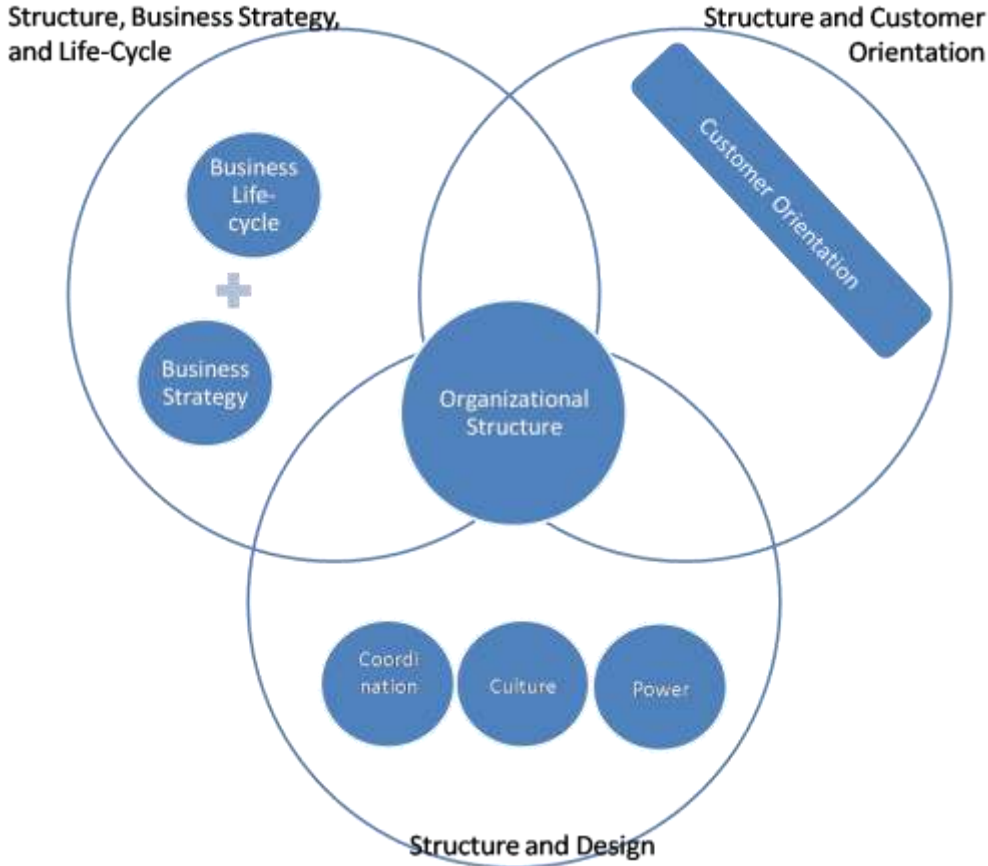 Structure, Business Strategy,
and Life-Cycle
Structure and Customer
Orientation
Business
Life-
cycle
Customer Orientation
Business
Strategy
Organizational
Structure
Coordi
nation
Culture
Power
Structure and Design